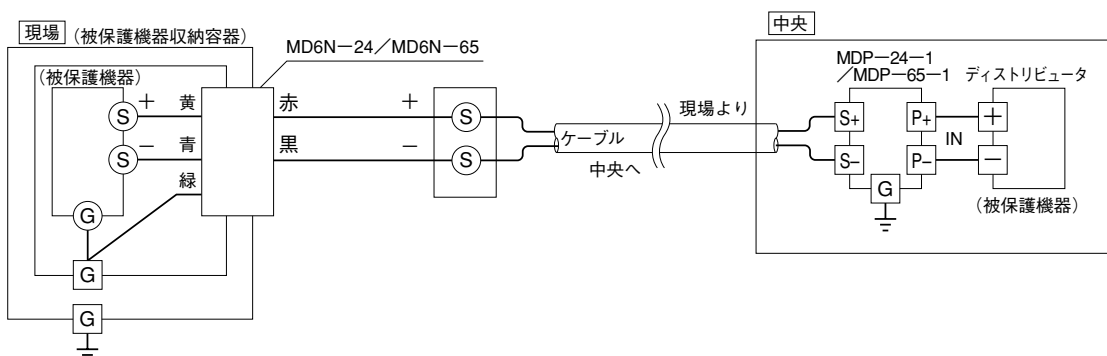 現場 (被保護機器収納容器)
MD6N-24/MD6N-65
(被保護機器)
S + 黄 赤 + S
S - 青 黒 - S
緑
G
G
G
ケーブル
現場より
中央へ
中央
MDP-24-1
/MDP-65-1 ディストリビュータ
S+ P+ +
IN
S- P- -
G
(被保護機器)